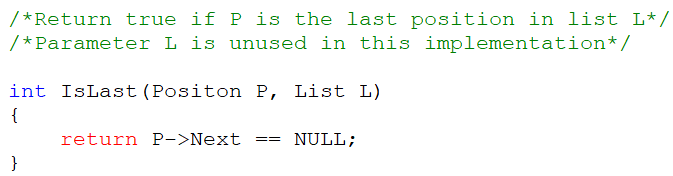 /*Return true if P is the last position in list L*/
/*Parameter L is unused in this implementation*/
int IsLast(Positon P, List L)
{
    return P->Next == NULL;
}